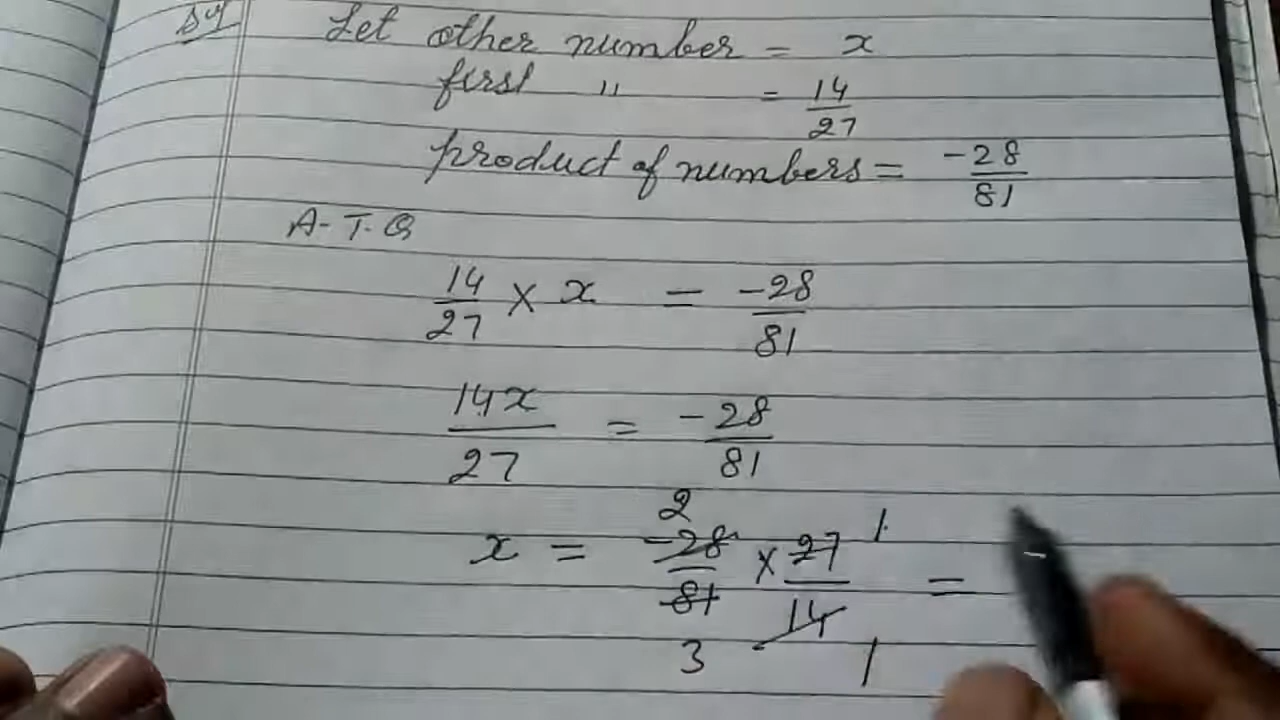 Sol
Let other number = x
first " = 14/27
product of numbers = -28/81
A-T-Q
14/27 × x = -28/81
14x/27 = -28/81
2 1
x = -28/81 × 27/14 =
3 1